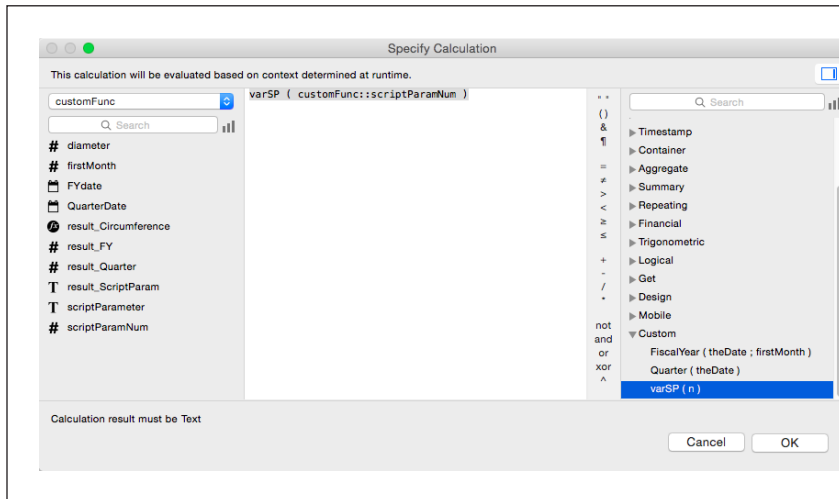 Specify Calculation
This calculation will be evaluated based on context determined at runtime.
customFunc
Search
# diameter
# firstMonth
FYdate
QuarterDate
result_Circumference
# result_FY
# result_Quarter
T result_ScriptParam
T scriptParameter
# scriptParamNum
varSP ( customFunc::scriptParamNum )
" "
()
&
¶
=
≠
>
<
≥
≤
+
-
/
*
not
and
or
xor
^
Search
Timestamp
Container
Aggregate
Summary
Repeating
Financial
Trigonometric
Logical
Get
Design
Mobile
Custom
FiscalYear ( theDate ; firstMonth )
Quarter ( theDate )
varSP ( n )
Calculation result must be Text
Cancel
OK